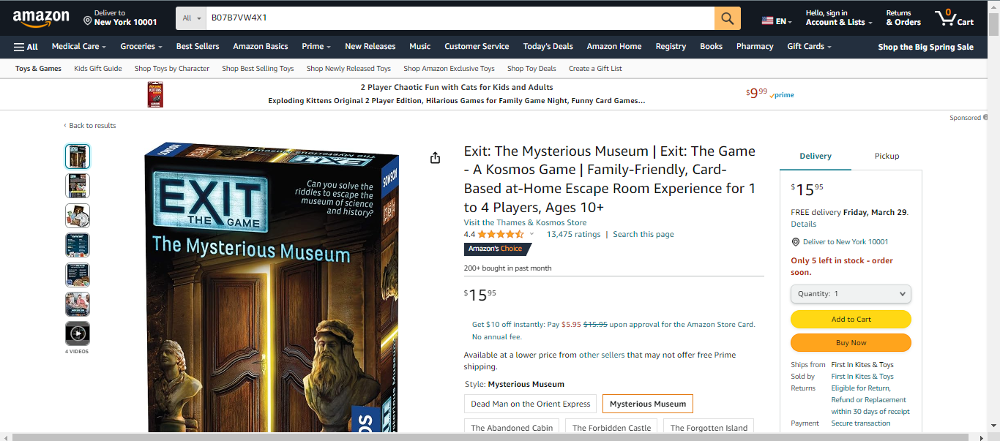 amazon
Deliver to
New York 10001
All
B07B7VW4X1
EN
Hello, sign in
Account & Lists
Returns
& Orders
0
Cart
All
Medical Care
Groceries
Best Sellers
Amazon Basics
Prime
New Releases
Music
Customer Service
Today's Deals
Amazon Home
Registry
Books
Pharmacy
Gift Cards
Shop the Big Spring Sale
Toys & Games
Kids Gift Guide
Shop Toys by Character
Shop Best Selling Toys
Shop Newly Released Toys
Shop Amazon Exclusive Toys
Shop Toy Deals
Create a Gift List
2 Player Chaotic Fun with Cats for Kids and Adults
Exploding Kittens Original 2 Player Edition, Hilarious Games for Family Game Night, Funny Card Games...
$9 99 prime
Sponsored
‹ Back to results
4 VIDEOS
KOSMOS
EXIT
The Mysterious Museum
KOSMOS
EXIT
THE GAME
Can you solve the
riddles to escape the
museum of science
and history?
The Mysterious Museum
Exit: The Mysterious Museum | Exit: The Game
- A Kosmos Game | Family-Friendly, Card-
Based at-Home Escape Room Experience for 1
to 4 Players, Ages 10+
Visit the Thames & Kosmos Store
4.4
13,475 ratings | Search this page
Amazon's Choice
200+ bought in past month
$15 95
Get $10 off instantly: Pay $5.95 $15.95 upon approval for the Amazon Store Card.
No annual fee.
Available at a lower price from other sellers that may not offer free Prime
shipping.
Style: Mysterious Museum
Dead Man on the Orient Express
Mysterious Museum
The Abandoned Cabin
The Forbidden Castle
The Forgotten Island
Delivery
Pickup
$15 95
FREE delivery Friday, March 29.
Details
Deliver to New York 10001
Only 5 left in stock - order
soon.
Quantity: 1
Add to Cart
Buy Now
Ships from First In Kites & Toys
Sold by First In Kites & Toys
Returns Eligible for Return,
Refund or Replacement
within 30 days of receipt
Payment Secure transaction